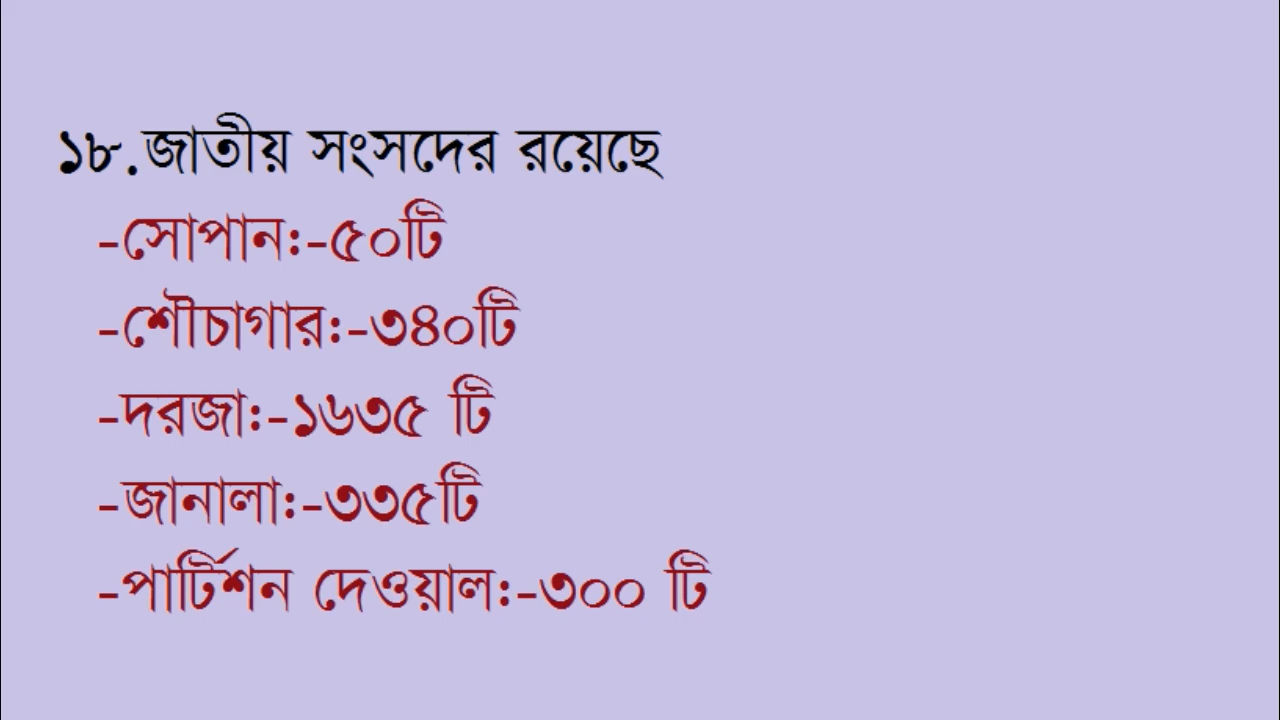 ১৮.জাতীয় সংসদের রয়েছে
-সোপান:-৫০টি
-শৌচাগার:-৩৪০টি
-দরজা:-১৬৩৫ টি
-জানালা:-৩৩৫টি
-পার্টিশন দেওয়াল:-৩০০ টি